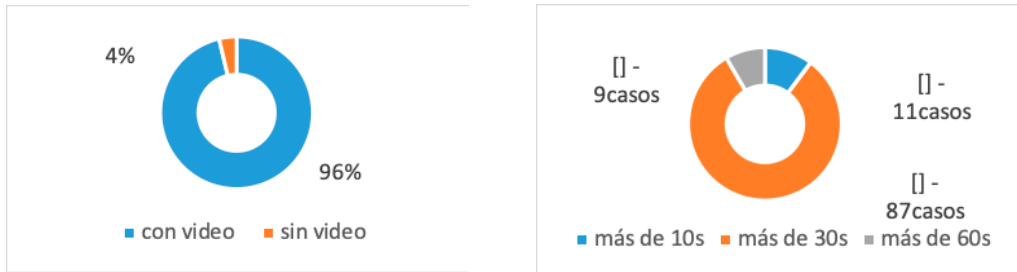 4%
96%
con video sin video
[] -
9casos
[] -
11casos
[] -
87casos
más de 10s más de 30s más de 60s